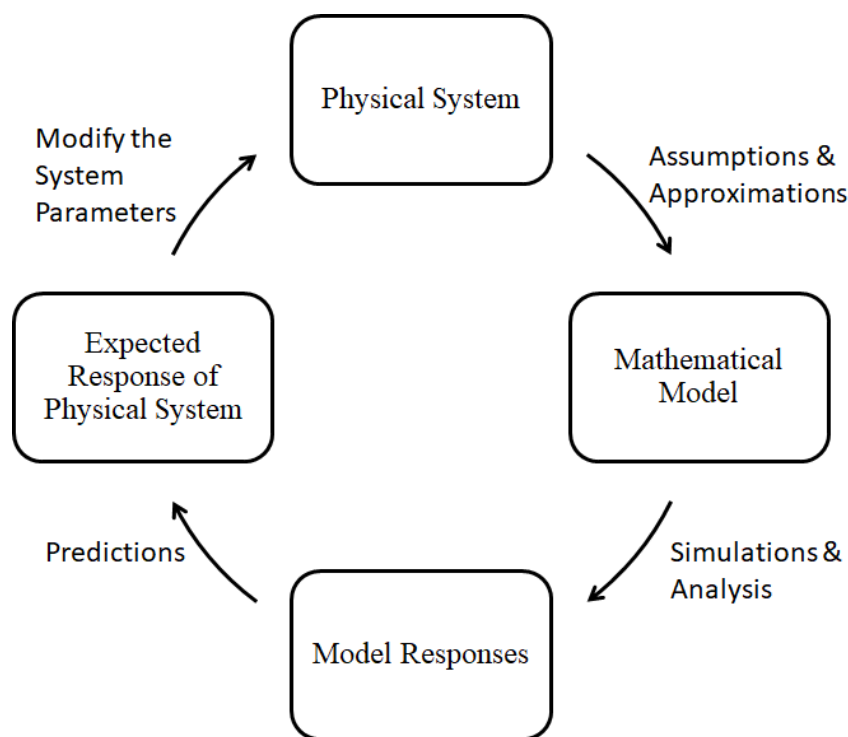 Physical System
Assumptions &
Approximations
Mathematical
Model
Simulations &
Analysis
Model Responses
Predictions
Expected
Response of
Physical System
Modify the
System
Parameters